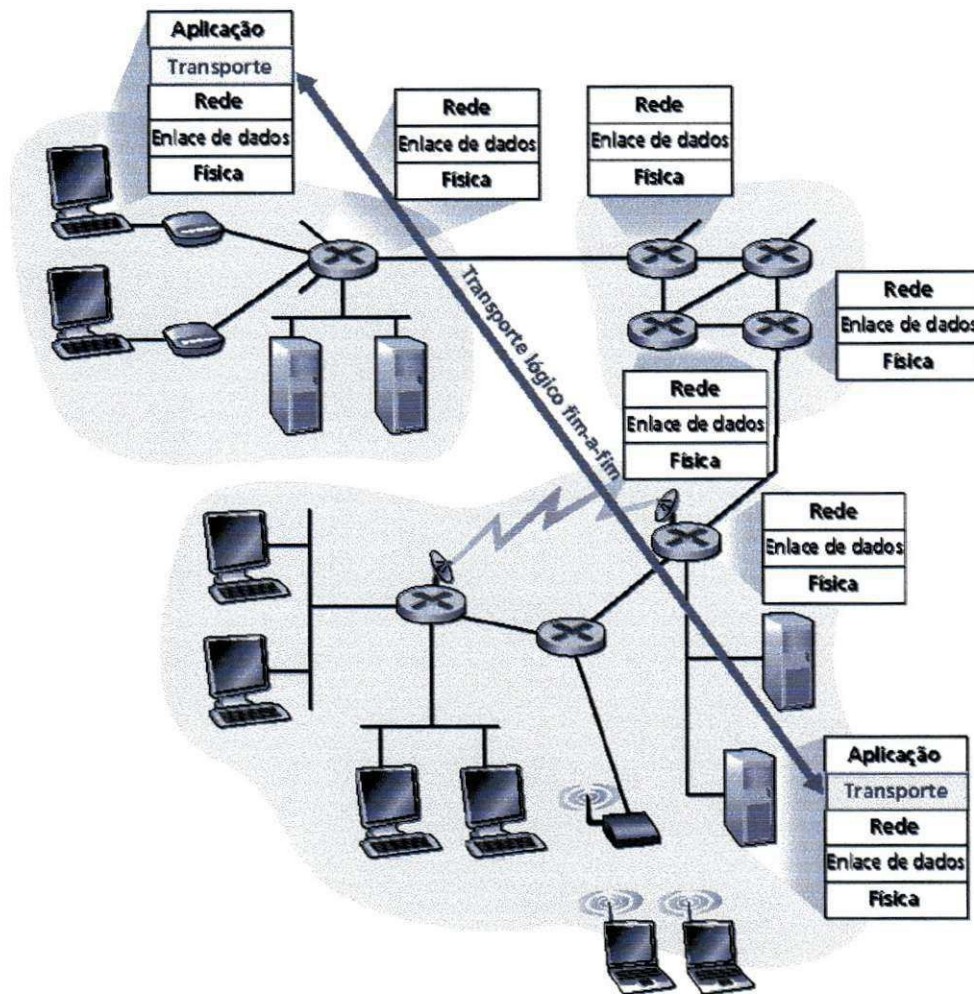 Aplicação
Transporte
Rede
Enlace de dados
Física
Rede
Enlace de dados
Física
Rede
Enlace de dados
Física
Transporte lógico fim-a-fim
Rede
Enlace de dados
Física
Rede
Enlace de dados
Física
Rede
Enlace de dados
Física
Aplicação
Transporte
Rede
Enlace de dados
Física